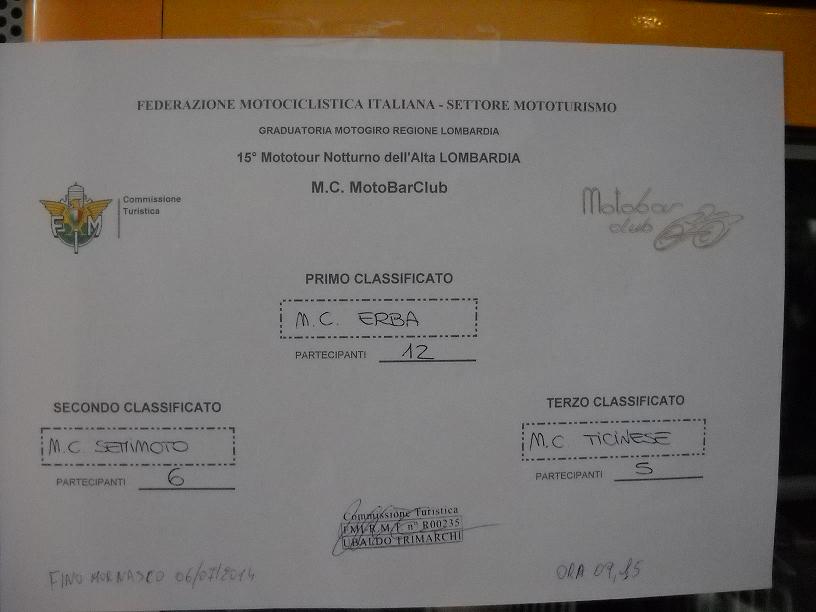 FEDERAZIONE MOTOCICLISTICA ITALIANA - SETTORE MOTOTURISMO
GRADUATORIA MOTOGIRO REGIONE LOMBARDIA
15° Mototour Notturno dell'Alta LOMBARDIA
M.C. MotoBarClub
FMI
Commissione
Turistica
Motobar
club
PRIMO CLASSIFICATO
M.C. ERBA
PARTECIPANTI 12
SECONDO CLASSIFICATO
M.C. SETTIMOTO
PARTECIPANTI 6
TERZO CLASSIFICATO
M.C. TICINESE
PARTECIPANTI 5
Commissione Turistica
FMI R.M.T. n° R00235
UBALDO TRIMARCHI
FINO MORNASCO 06/07/2014
ORA 09,15